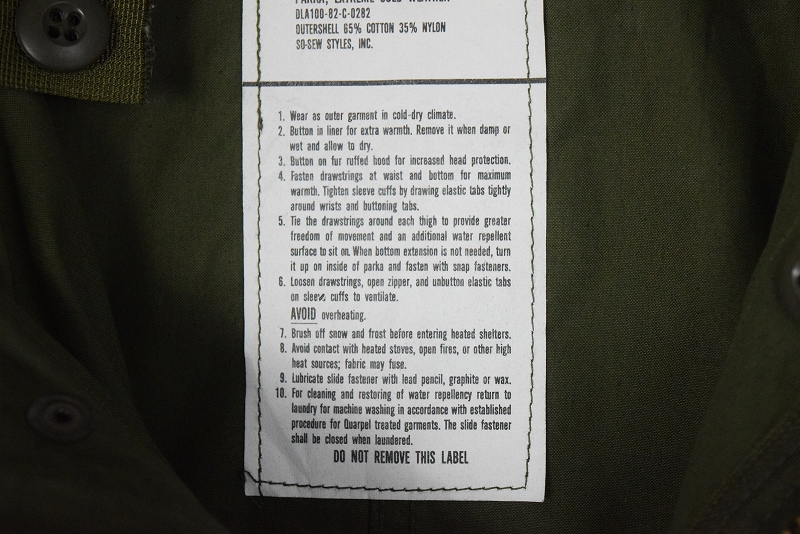 PARKA, EXTREME COLD WEATHER
DLA100-82-C-0282
OUTERSHELL 65% COTTON 35% NYLON
SO-SEW STYLES, INC.
1. Wear as outer garment in cold-dry climate.
2. Button in liner for extra warmth. Remove it when damp or
wet and allow to dry.
3. Button on fur ruffed hood for increased head protection.
4. Fasten drawstrings at waist and bottom for maximum
warmth. Tighten sleeve cuffs by drawing elastic tabs tightly
around wrists and buttoning tabs.
5. Tie the drawstrings around each thigh to provide greater
freedom of movement and an additional water repellent
surface to sit on. When bottom extension is not needed, turn
it up on inside of parka and fasten with snap fasteners.
6. Loosen drawstrings, open zipper, and unbutton elastic tabs
on sleeve cuffs to ventilate.
AVOID overheating.
7. Brush off snow and frost before entering heated shelters.
8. Avoid contact with heated stoves, open fires, or other high
heat sources; fabric may fuse.
9. Lubricate slide fastener with lead pencil, graphite or wax.
10. For cleaning and restoring of water repellency return to
laundry for machine washing in accordance with established
procedure for Quarpel treated garments. The slide fastener
shall be closed when laundered.
DO NOT REMOVE THIS LABEL